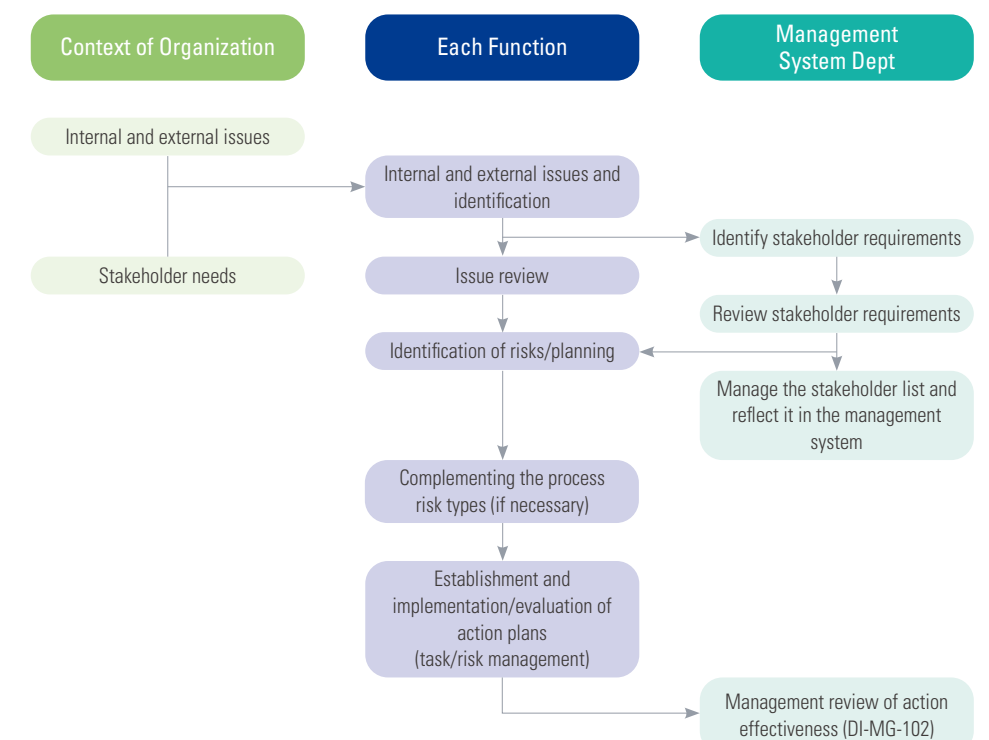 Context of Organization
Each Function
Management
System Dept
Internal and external issues
Internal and external issues and
identification
Identify stakeholder requirements
Stakeholder needs
Issue review
Review stakeholder requirements
Identification of risks/planning
Manage the stakeholder list and
reflect it in the management
system
Complementing the process
risk types (if necessary)
Establishment and
implementation/evaluation of
action plans
(task/risk management)
Management review of action
effectiveness (DI-MG-102)